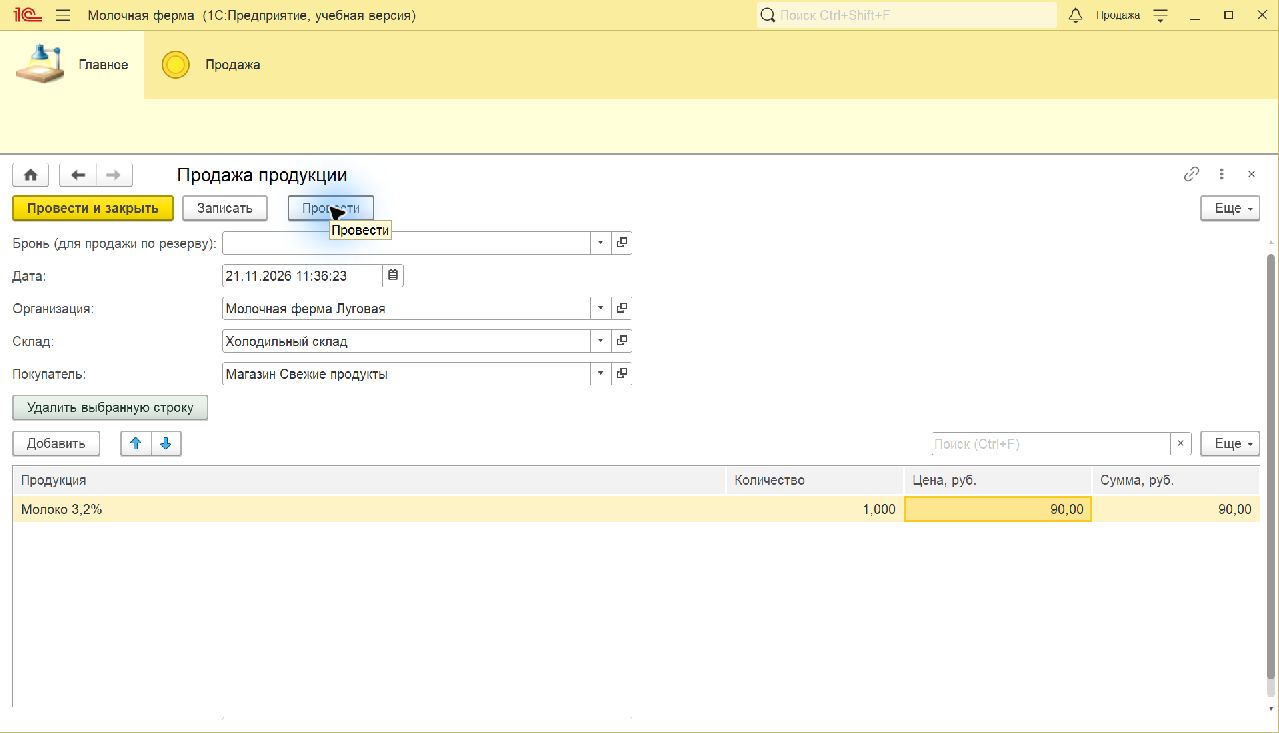 1С Молочная ферма (1С:Предприятие, учебная версия) Поиск Ctrl+Shift+F Продажа
Главное Продажа
Продажа продукции
Провести и закрыть Записать Провести Еще
Провести
Бронь (для продажи по резерву):
Дата: 21.11.2026 11:36:23
Организация: Молочная ферма Луговая
Склад: Холодильный склад
Покупатель: Магазин Свежие продукты
Удалить выбранную строку
Добавить Поиск (Ctrl+F) × Еще
Продукция Количество Цена, руб. Сумма, руб.
Молоко 3,2% 1,000 90,00 90,00